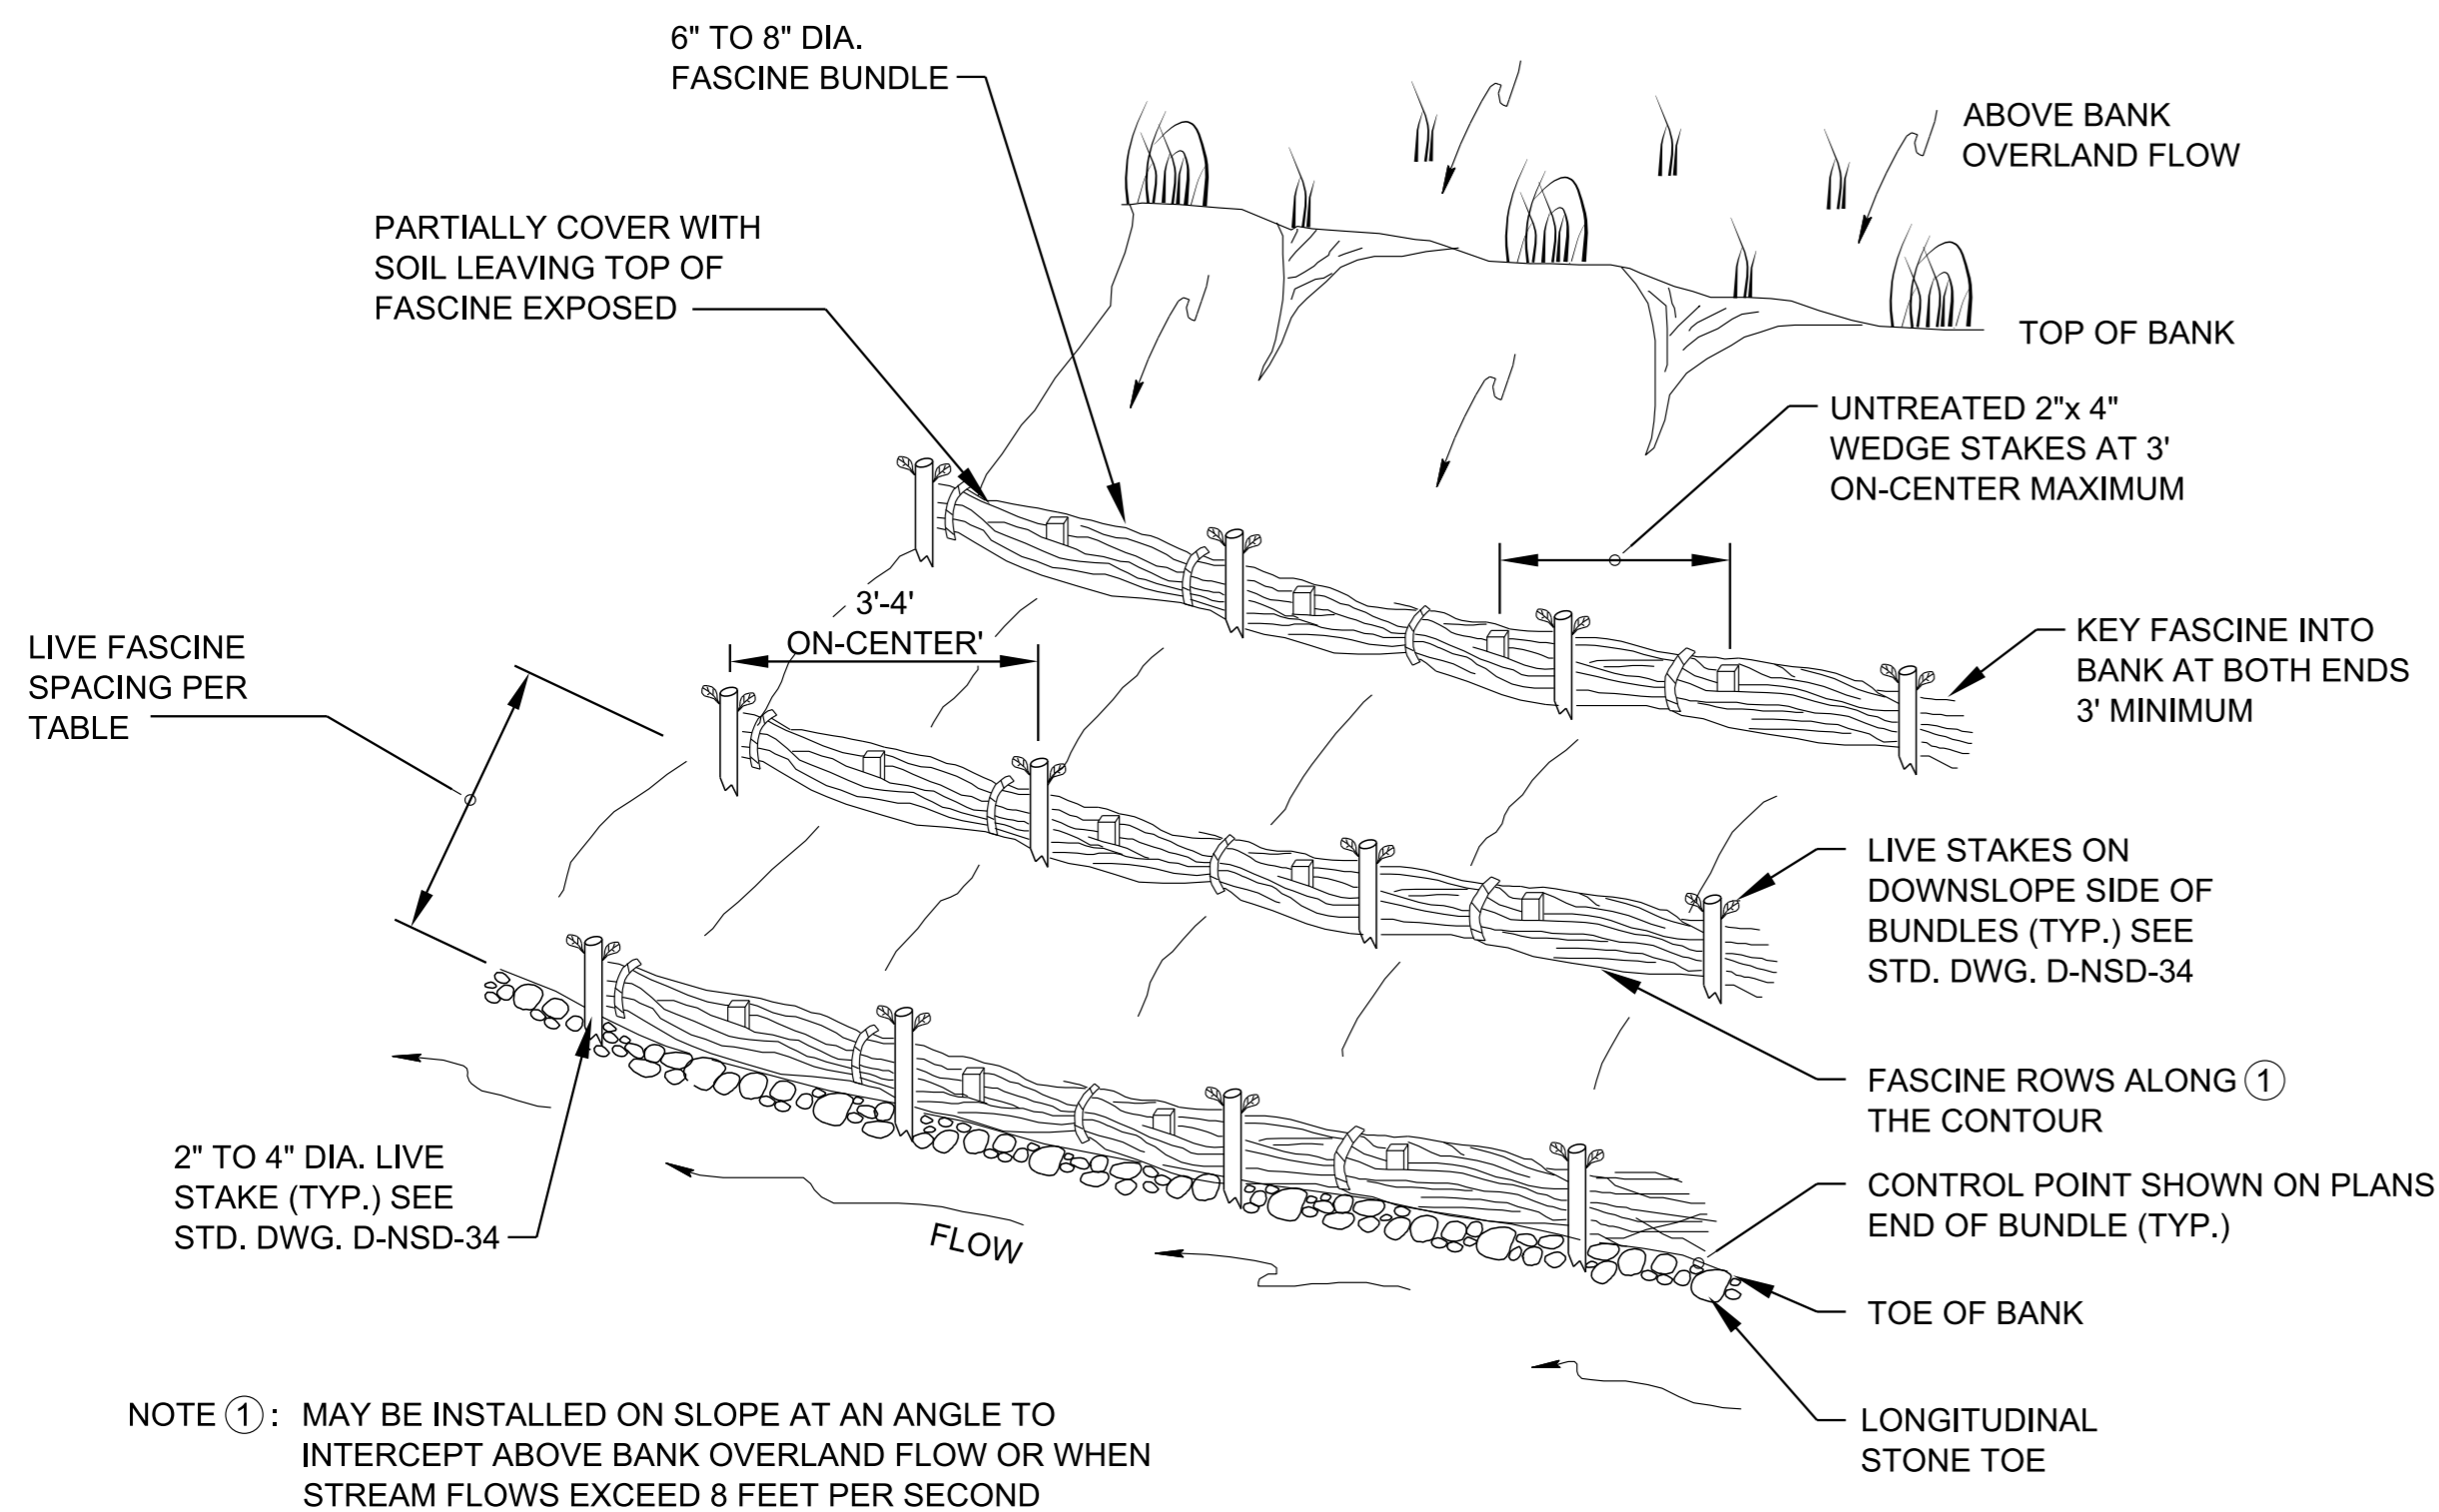 6" TO 8" DIA.
FASCINE BUNDLE
ABOVE BANK
OVERLAND FLOW
PARTIALLY COVER WITH
SOIL LEAVING TOP OF
FASCINE EXPOSED
TOP OF BANK
UNTREATED 2"x 4"
WEDGE STAKES AT 3'
ON-CENTER MAXIMUM
3'-4'
ON-CENTER'
LIVE FASCINE
SPACING PER
TABLE
KEY FASCINE INTO
BANK AT BOTH ENDS
3' MINIMUM
LIVE STAKES ON
DOWNSLOPE SIDE OF
BUNDLES (TYP.) SEE
STD. DWG. D-NSD-34
FASCINE ROWS ALONG ①
THE CONTOUR
2" TO 4" DIA. LIVE
STAKE (TYP.) SEE
STD. DWG. D-NSD-34
CONTROL POINT SHOWN ON PLANS
END OF BUNDLE (TYP.)
FLOW
TOE OF BANK
LONGITUDINAL
STONE TOE
NOTE ①: MAY BE INSTALLED ON SLOPE AT AN ANGLE TO
INTERCEPT ABOVE BANK OVERLAND FLOW OR WHEN
STREAM FLOWS EXCEED 8 FEET PER SECOND